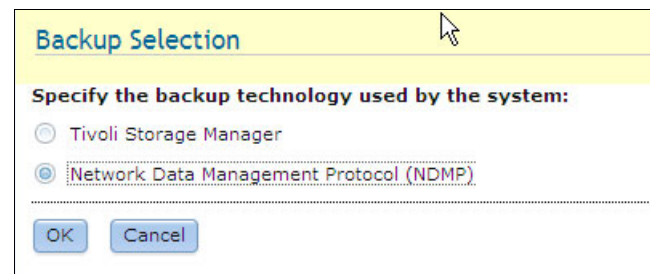 Backup Selection
Specify the backup technology used by the system:
Tivoli Storage Manager
Network Data Management Protocol (NDMP)
OK Cancel